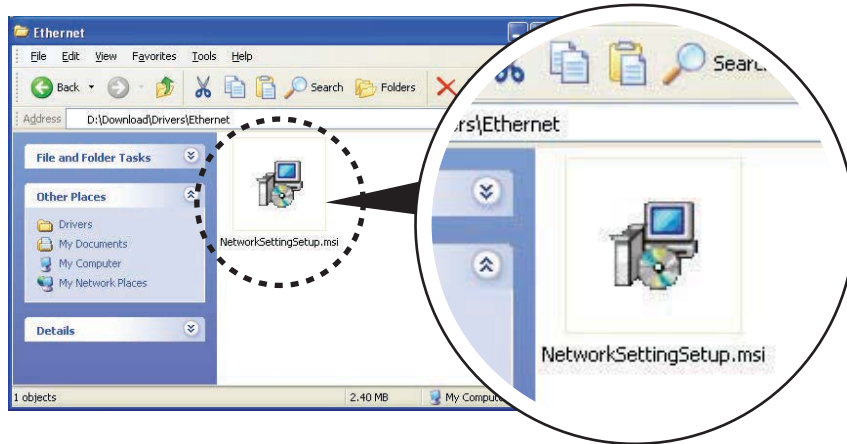 Ethernet
File Edit View Favorites Tools Help
Back Search Folders
Address D:\Download\Drivers\Ethernet
File and Folder Tasks
Other Places
Drivers
My Documents
My Computer
My Network Places
Details
NetworkSettingSetup.msi
1 objects 2.40 MB My Comput
Searc
rs\Ethernet
NetworkSettingSetup.msi